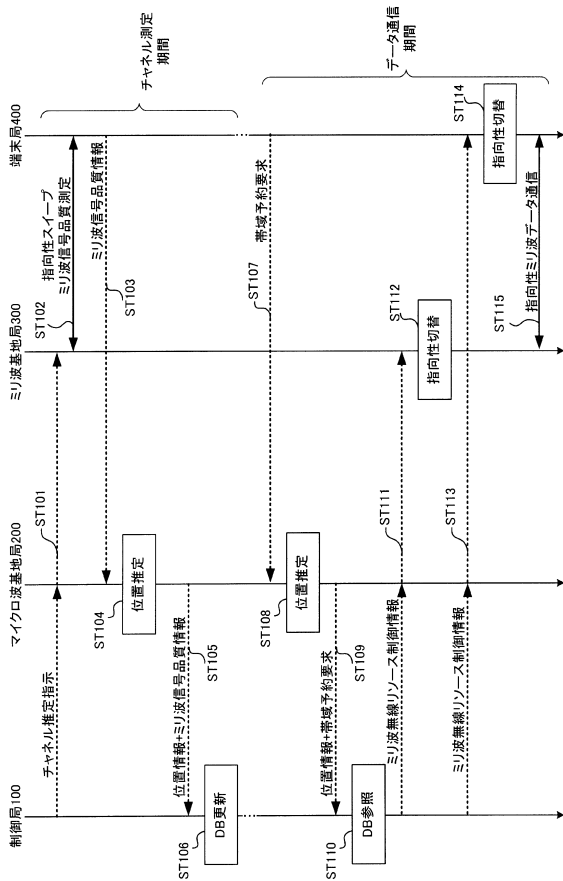 制御局100
マイクロ波基地局200
ミリ波基地局300
端末局400
チャネル推定指示
ST101
ST102
指向性スイープ
ミリ波信号品質測定
ミリ波信号品質情報
ST103
ST104
位置推定
位置情報+ミリ波信号品質情報
ST105
ST106
DB更新
チャネル測定
期間
帯域予約要求
ST107
ST108
位置推定
位置情報+帯域予約要求
ST109
ST110
DB参照
ミリ波無線リソース制御情報
ST111
ST112
指向性切替
ミリ波無線リソース制御情報
ST113
ST114
指向性切替
ST115
指向性ミリ波データ通信
データ通信
期間